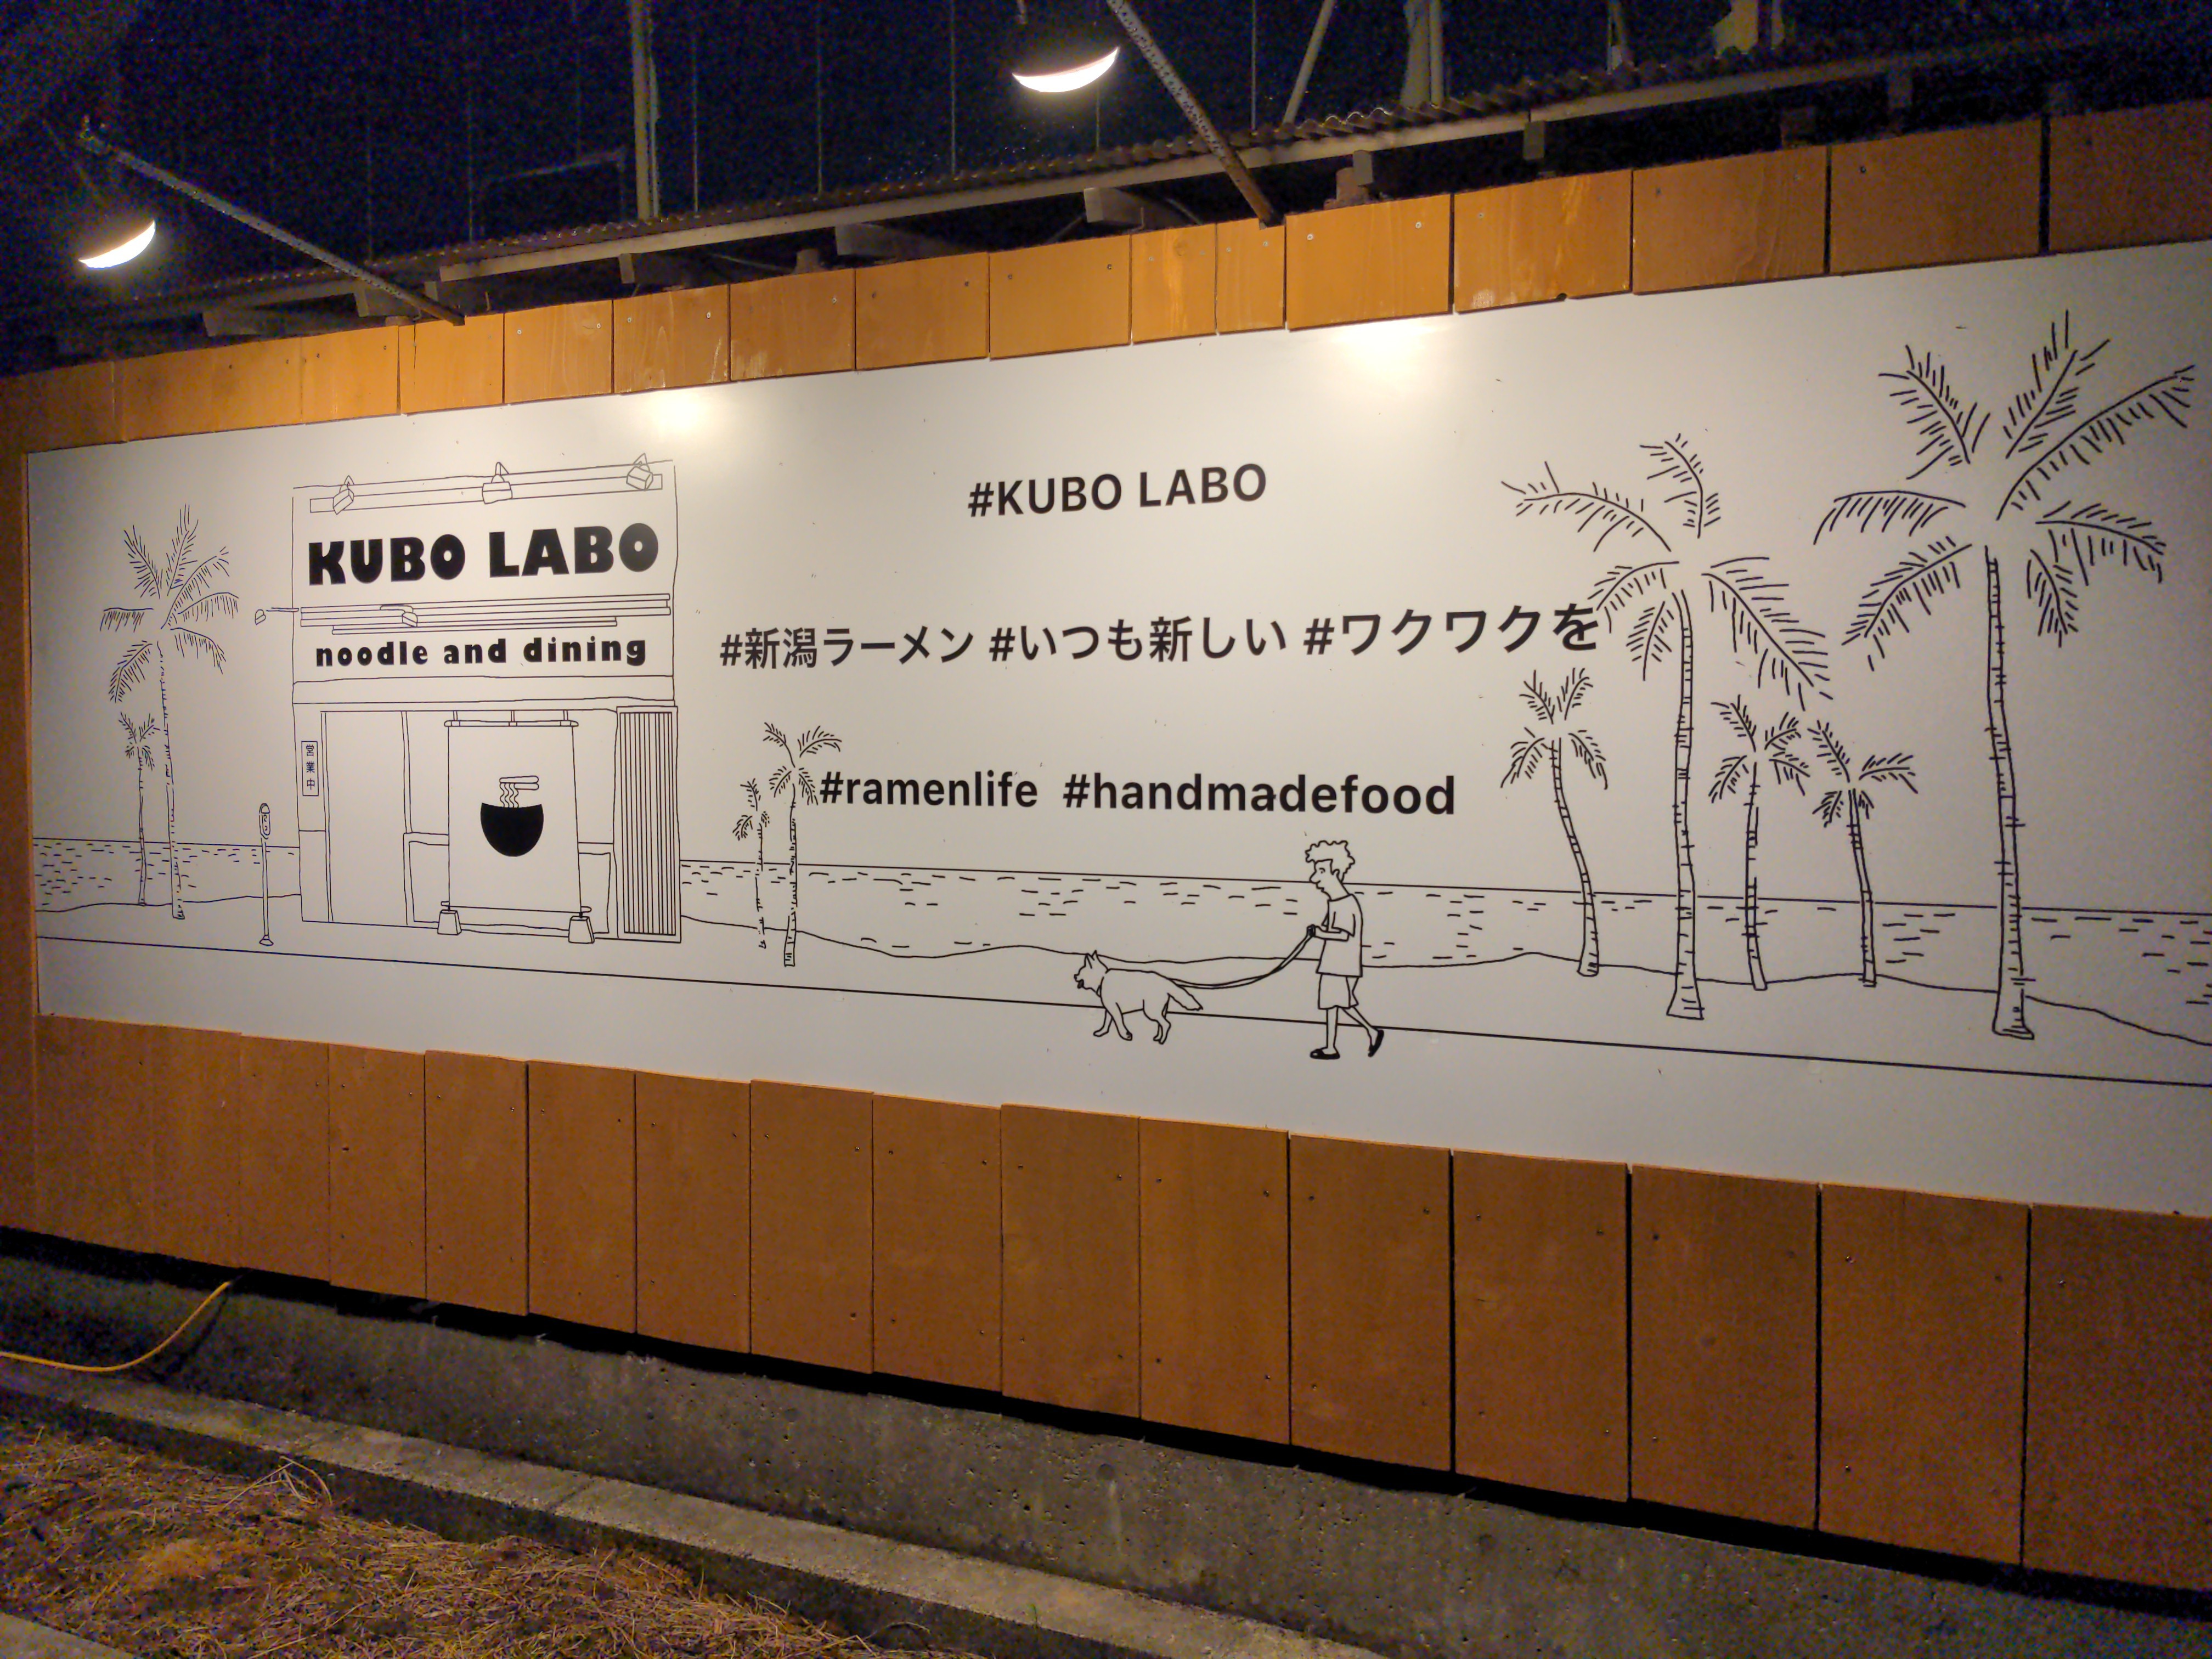 KUBO LABO
noodle and dining
営業中
#KUBO LABO
#新潟ラーメン #いつも新しい #ワクワクを
#ramenlife #handmadefood